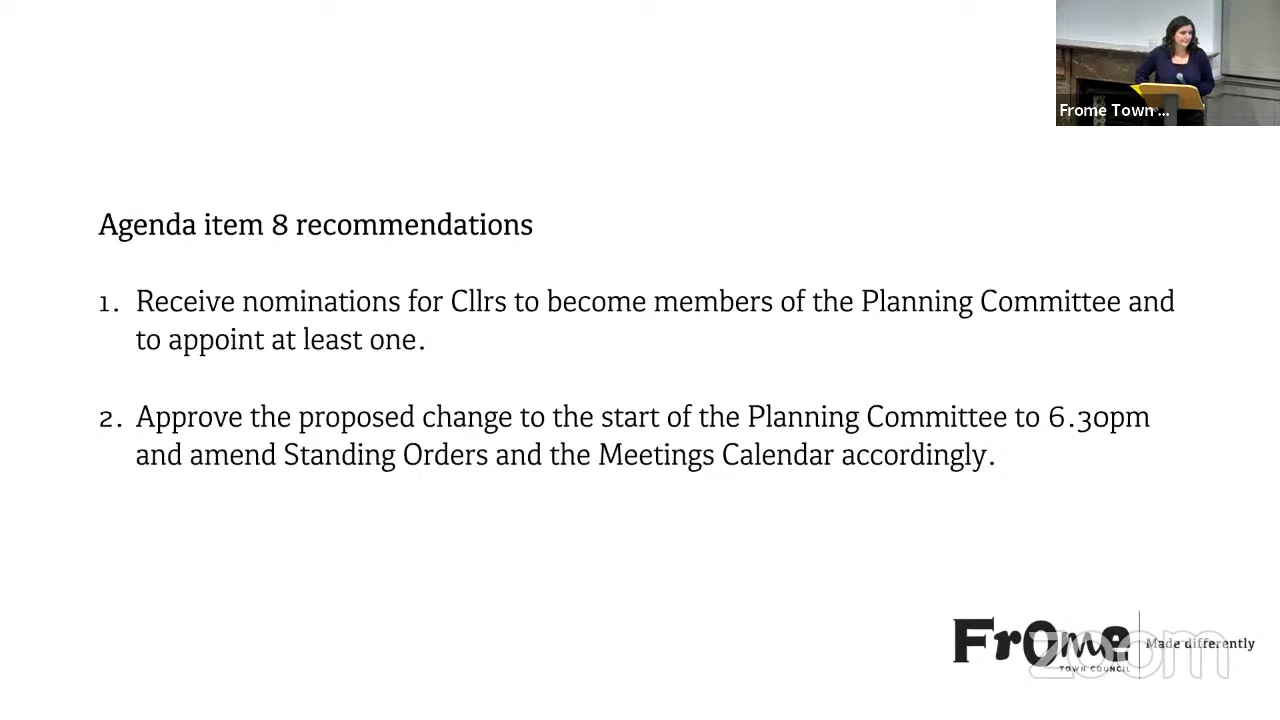 Frome Town ...
Agenda item 8 recommendations
1. Receive nominations for Cllrs to become members of the Planning Committee and
to appoint at least one.
2. Approve the proposed change to the start of the Planning Committee to 6.30pm
and amend Standing Orders and the Meetings Calendar accordingly.
Frome
TOWN COUNCIL
Made differently
zoom